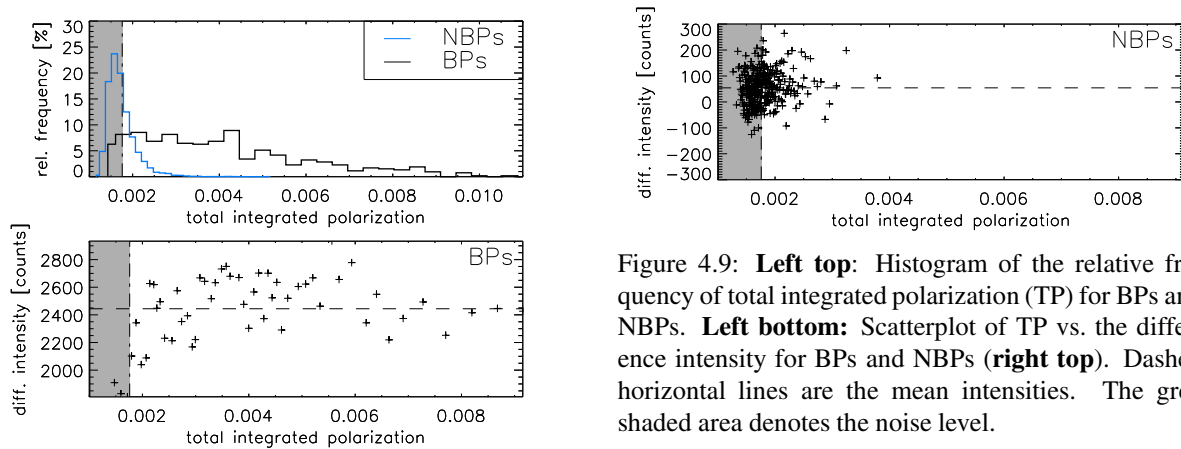 30
25
20
15
10
5
0
rel. frequency [%]
NBPs
BPs
0.002 0.004 0.006 0.008 0.010
total integrated polarization
2800
2600
2400
2200
2000
diff. intensity [counts]
BPs
0.002 0.004 0.006 0.008
total integrated polarization
300
200
100
0
−100
−200
−300
diff. intensity [counts]
NBPs
0.002 0.004 0.006 0.008
total integrated polarization
Figure 4.9: Left top: Histogram of the relative fre
quency of total integrated polarization (TP) for BPs an
NBPs. Left bottom: Scatterplot of TP vs. the differ
ence intensity for BPs and NBPs (right top). Dashe
horizontal lines are the mean intensities. The gre
shaded area denotes the noise level.